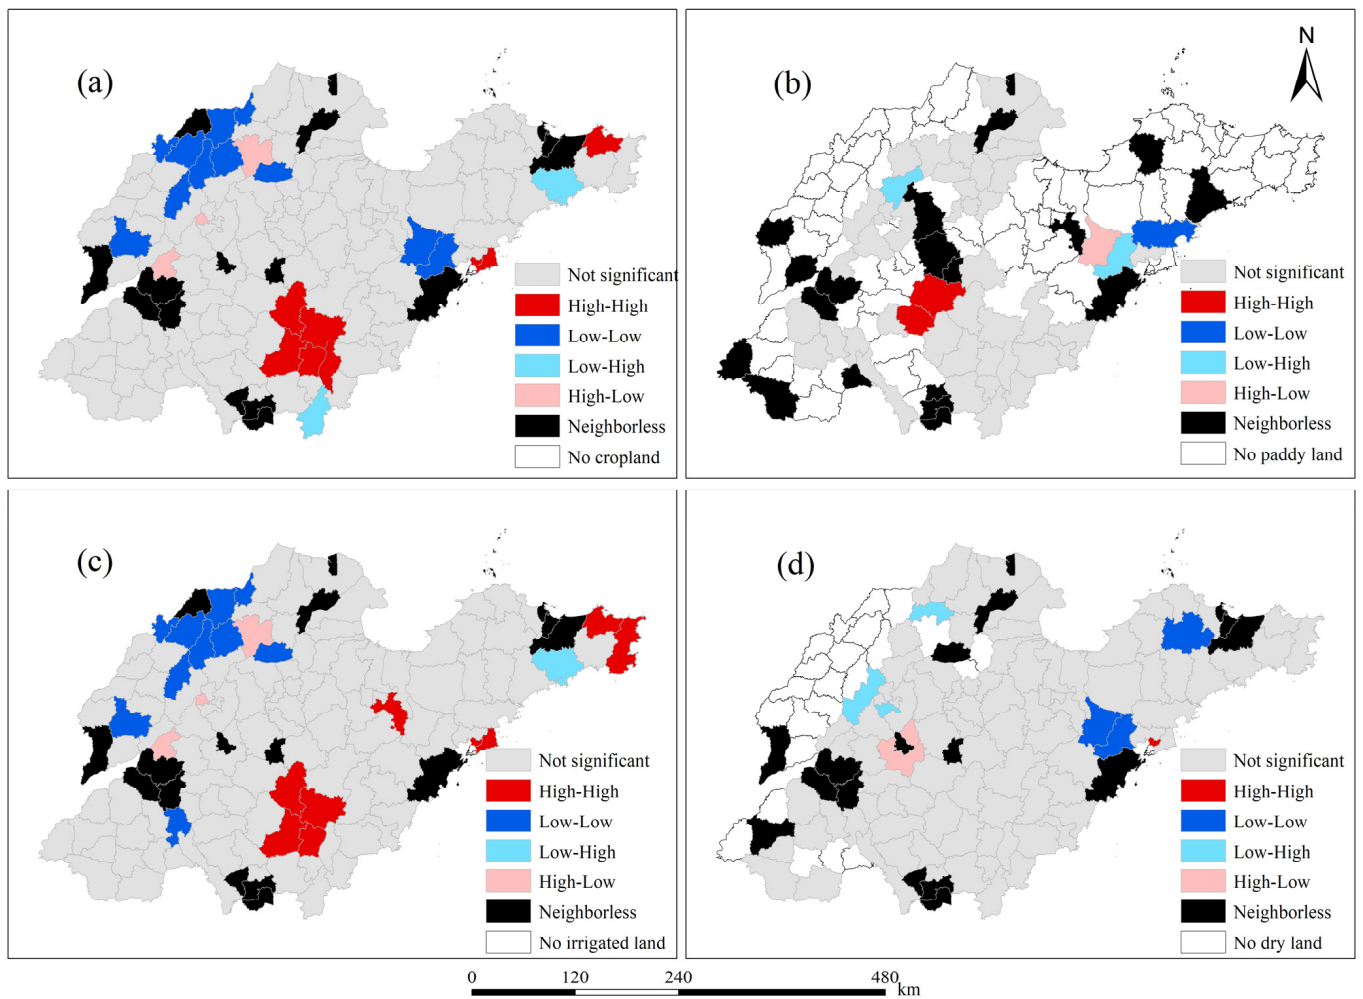 (a)
Not significant
High-High
Low-Low
Low-High
High-Low
Neighborless
No cropland
(b)
N
Not significant
High-High
Low-Low
Low-High
High-Low
Neighborless
No paddy land
(c)
Not significant
High-High
Low-Low
Low-High
High-Low
Neighborless
No irrigated land
(d)
Not significant
High-High
Low-Low
Low-High
High-Low
Neighborless
No dry land
0 120 240 480
km